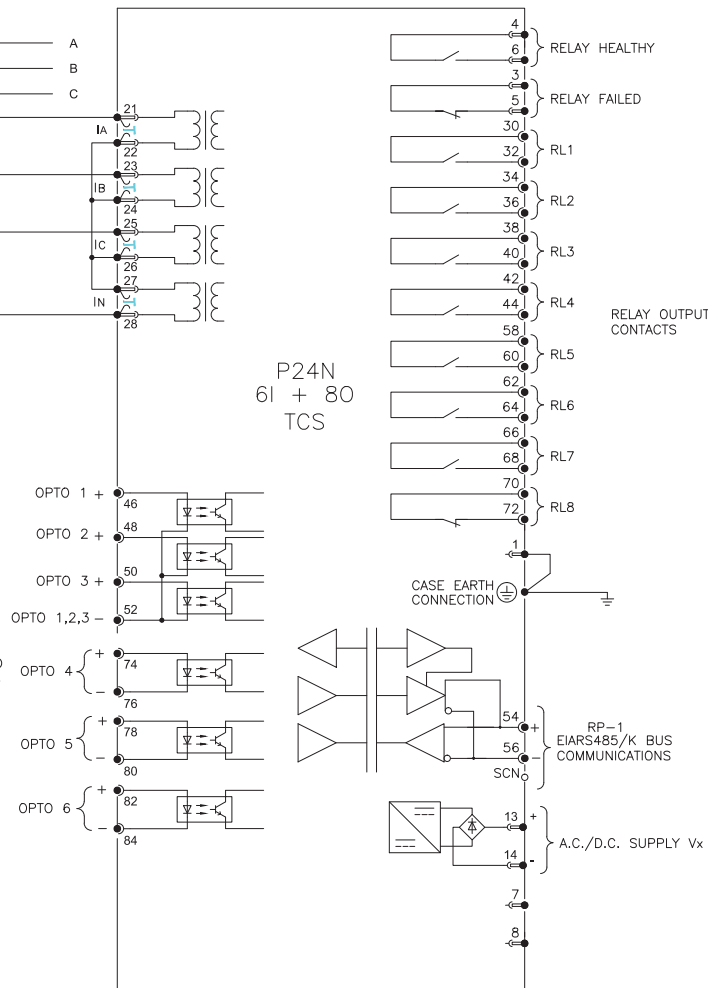 A
B
C
21
IA
22
23
IB
24
25
IC
26
27
IN
28
P24N
6I + 8O
TCS
OPTO 1 +
46
OPTO 2 +
48
OPTO 3 +
50
OPTO 1,2,3 -
52
OPTO 4
+
74
-
76
OPTO 5
+
78
-
80
OPTO 6
+
82
-
84
4
6
RELAY HEALTHY
3
5
RELAY FAILED
30
32
RL1
34
36
RL2
38
40
RL3
42
44
RL4
RELAY OUTPUT
CONTACTS
58
60
RL5
62
64
RL6
66
68
RL7
70
72
RL8
1
CASE EARTH
CONNECTION
54
+
56
-
SCN
RP-1
EIARS485/K BUS
COMMUNICATIONS
13
+
14
-
A.C./D.C. SUPPLY Vx
7
8